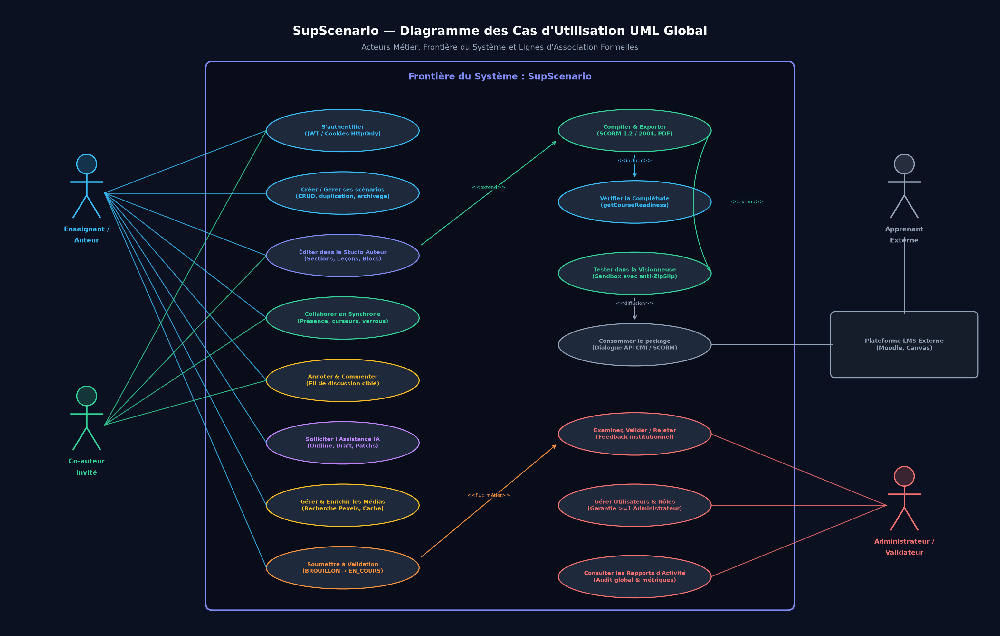 SupScenario — Diagramme des Cas d'Utilisation UML Global
Acteurs Métier, Frontière du Système et Lignes d'Association Formelles
Frontière du Système : SupScenario
S'authentifier
(JWT / Cookies HttpOnly)
Créer / Gérer ses scénarios
(CRUD, duplication, archivage)
Éditer dans le Studio Auteur
(Sections, Leçons, Blocs)
Collaborer en Synchrone
(Présence, curseurs, verrous)
Annoter & Commenter
(Fil de discussion ciblé)
Solliciter l'Assistance IA
(Outline, Draft, Patchs)
Gérer & Enrichir les Médias
(Recherche Pexels, Cache)
Soumettre à Validation
(BROUILLON → EN_COURS)
Enseignant /
Auteur
Co-auteur
Invité
<<extend>>
<<flux métier>>
Compiler & Exporter
(SCORM 1.2 / 2004, PDF)
<<include>>
Vérifier la Complétude
(getCourseReadiness)
<<extend>>
Tester dans la Visionneuse
(Sandbox avec anti-ZipSlip)
<<diffusion>>
Consommer le package
(Dialogue API CMI / SCORM)
Examiner, Valider / Rejeter
(Feedback institutionnel)
Gérer Utilisateurs & Rôles
(Garantie >=1 Administrateur)
Consulter les Rapports d'Activité
(Audit global & métriques)
Apprenant
Externe
Plateforme LMS Externe
(Moodle, Canvas)
Administrateur /
Validateur